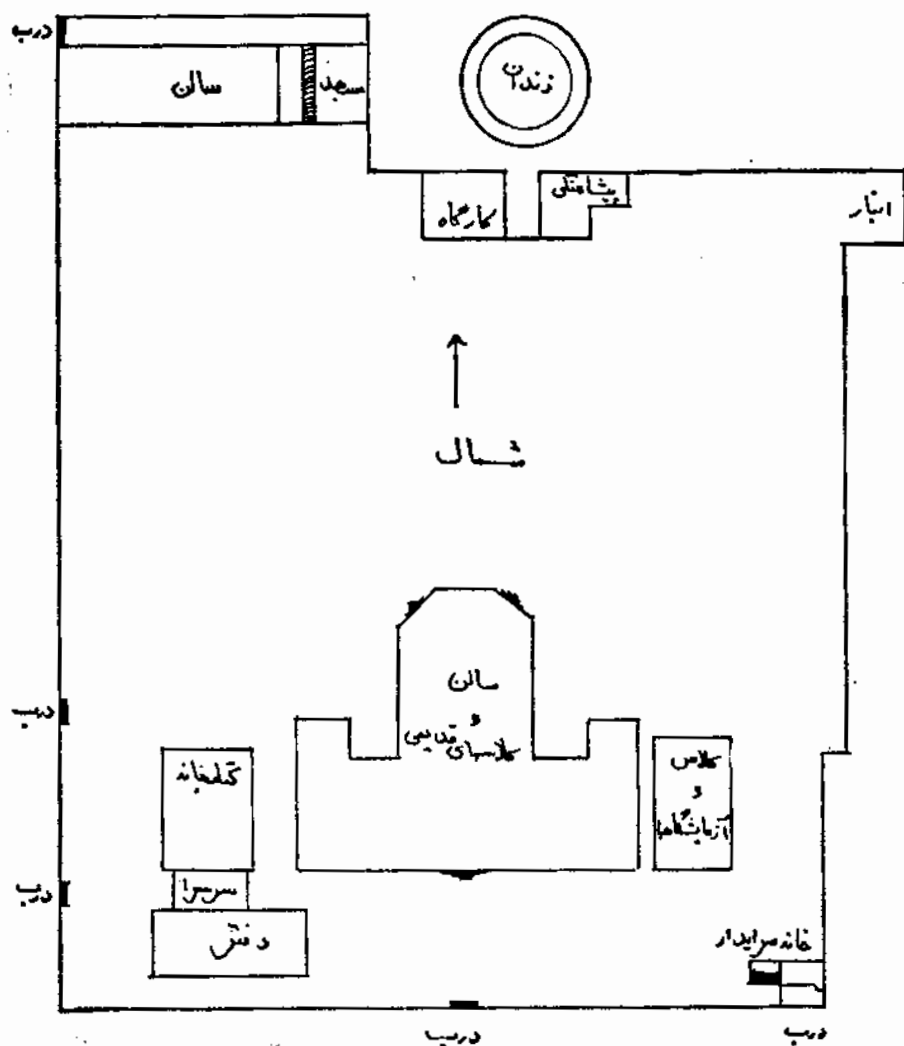 درب
سالن
مسجد
زندان
کارگاه
پیشاهنگی
انبار
شمال
سالن
و
کلاسهای قدیمی
درب
کتابخانه
کلاس
و
آزمایشگاهها
درب
سرسرا
دفتر
خانه سرایدار
درب
درب